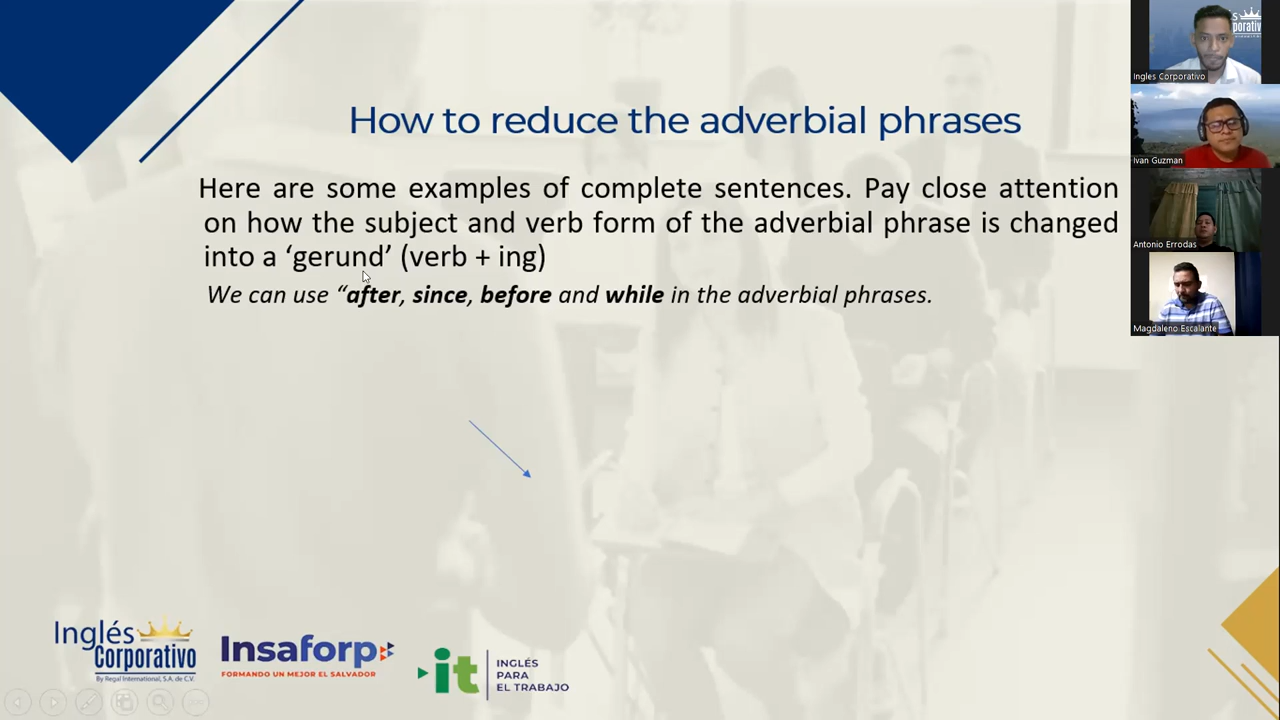 How to reduce the adverbial phrases
Here are some examples of complete sentences. Pay close attention
on how the subject and verb form of the adverbial phrase is changed
into a ‘gerund’ (verb + ing)
We can use “after, since, before and while in the adverbial phrases.
Ingles Corporativo
Ivan Guzman
Antonio Errodas
Magdaleno Escalante
Inglés
Corporativo
By Regal International, S.A. de C.V.
Insaforp
FORMANDO UN MEJOR EL SALVADOR
it
INGLÉS
PARA
EL TRABAJO